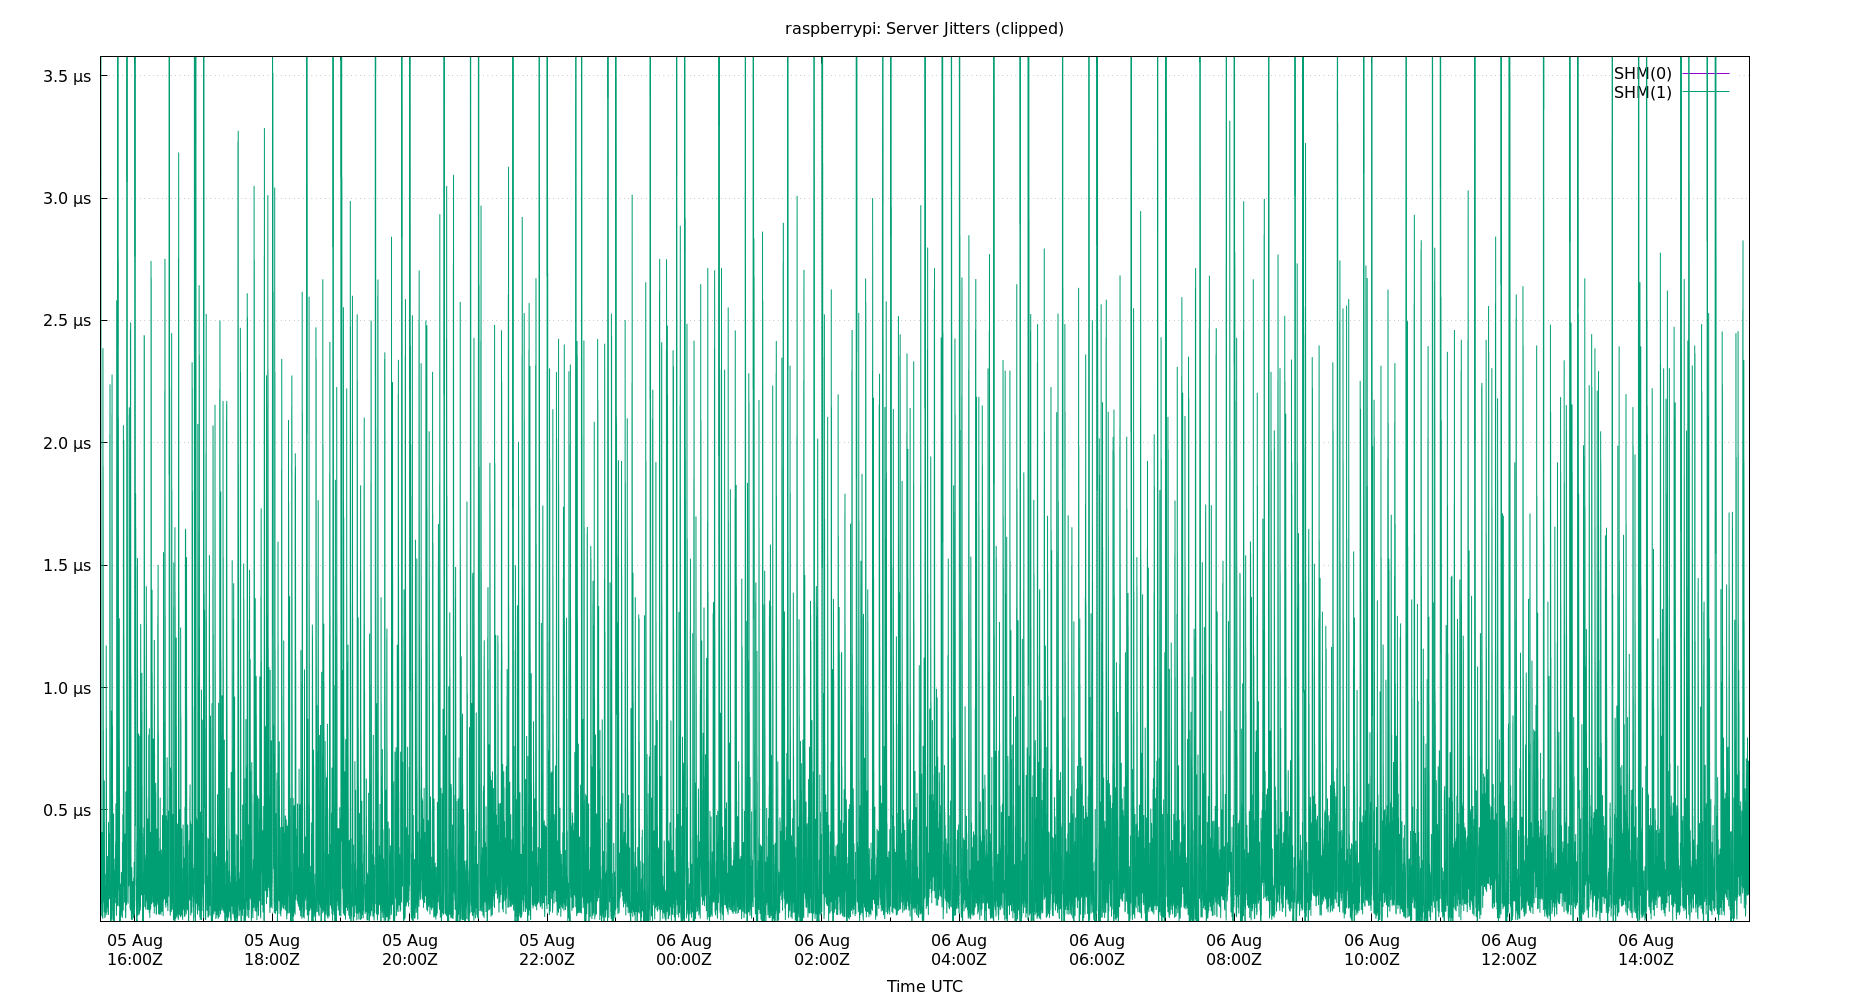 raspberrypi: Server Jitters (clipped)
3.5 µs
3.0 µs
2.5 µs
2.0 µs
1.5 µs
1.0 µs
0.5 µs
SHM(0)
SHM(1)
05 Aug 05 Aug 05 Aug 05 Aug 06 Aug 06 Aug 06 Aug 06 Aug 06 Aug 06 Aug 06 Aug 06 Aug
16:00Z 18:00Z 20:00Z 22:00Z 00:00Z 02:00Z 04:00Z 06:00Z 08:00Z 10:00Z 12:00Z 14:00Z
Time UTC